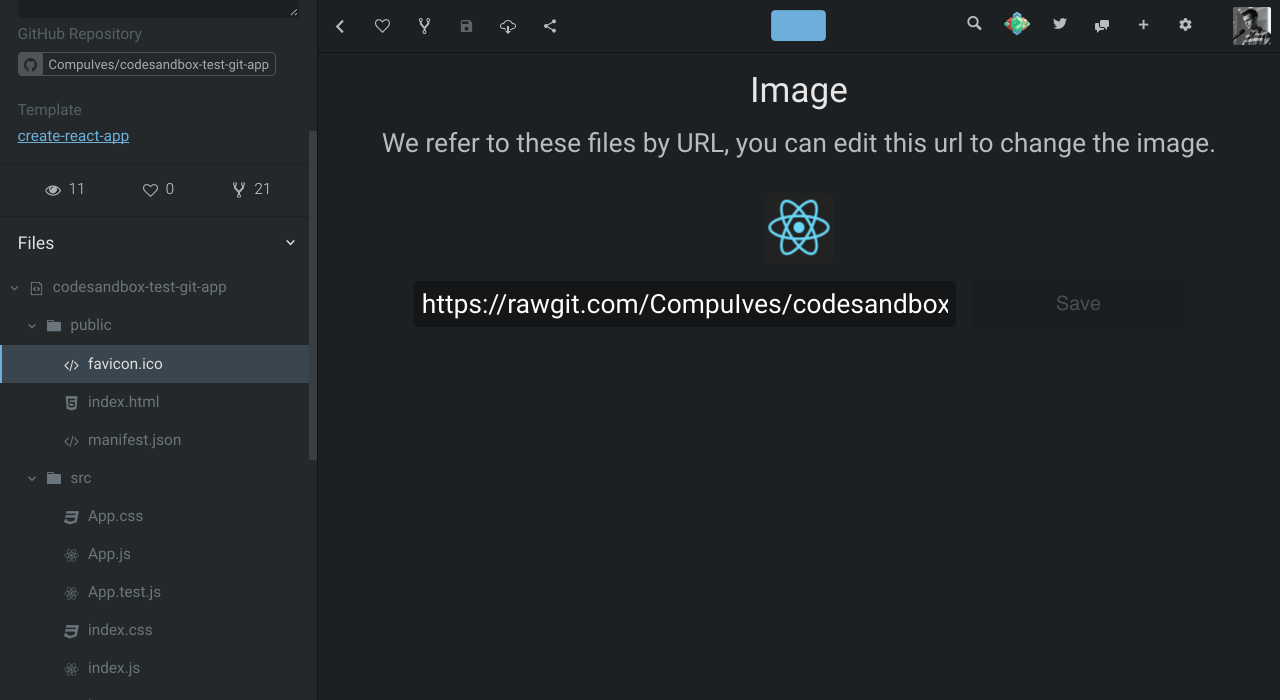 GitHub Repository
CompuIves/codesandbox-test-git-app
Template
create-react-app
11 0 21
Files
codesandbox-test-git-app
public
favicon.ico
index.html
manifest.json
src
App.css
App.js
App.test.js
index.css
index.js
Image
We refer to these files by URL, you can edit this url to change the image.
https://rawgit.com/CompuIves/codesandbox
Save